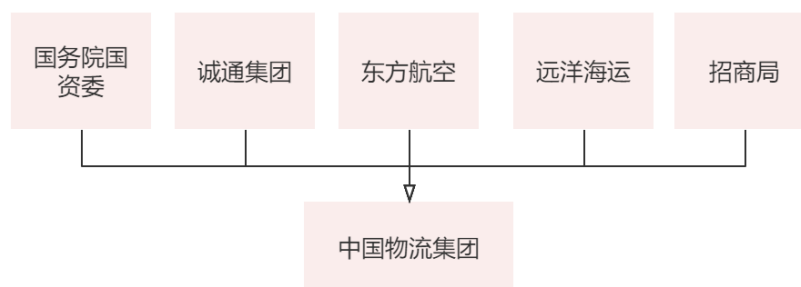 国务院国
资委
诚通集团
东方航空
远洋海运
招商局
中国物流集团